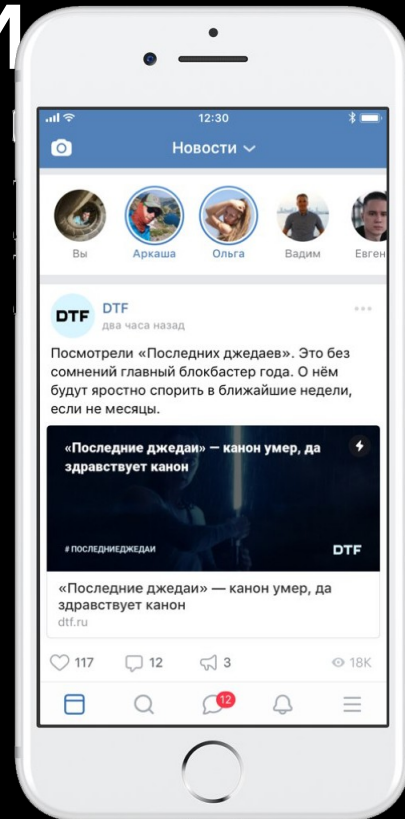 И
12:30
Новости
Вы Аркаша Ольга Вадим Евген
DTF
DTF
два часа назад
Посмотрели «Последних джедаев». Это без
сомнений главный блокбастер года. О нём
будут яростно спорить в ближайшие недели,
если не месяцы.
«Последние джедаи» — канон умер, да
здравствует канон
#ПОСЛЕДНИЕДЖЕДАИ
DTF
«Последние джедаи» — канон умер, да
здравствует канон
dtf.ru
117 12 3 18K
12